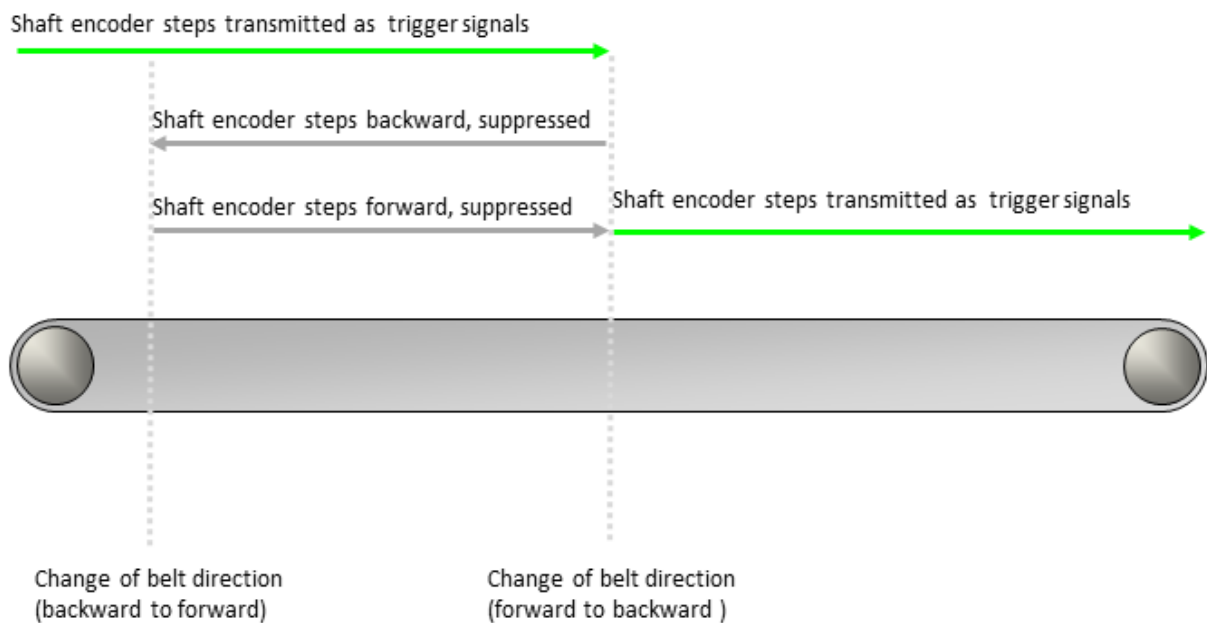 Shaft encoder steps transmitted as trigger signals
Shaft encoder steps backward, suppressed
Shaft encoder steps forward, suppressed
Shaft encoder steps transmitted as trigger signals
Change of belt direction
(backward to forward)
Change of belt direction
(forward to backward )